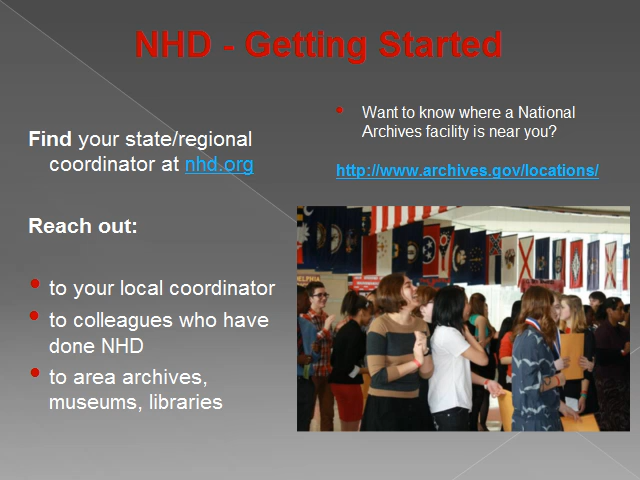 NHD - Getting Started
Find your state/regional
coordinator at nhd.org
Reach out:
to your local coordinator
to colleagues who have
done NHD
to area archives,
museums, libraries
Want to know where a National
Archives facility is near you?
http://www.archives.gov/locations/